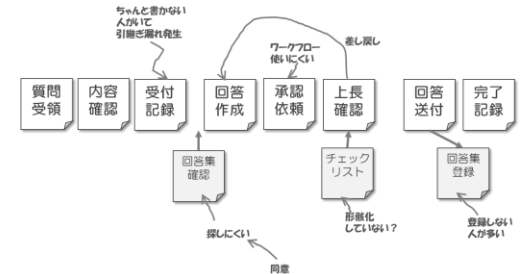 ちゃんと書かない
人がいて
引継ぎ漏れ発生
ワークフロー
使いにくい
差し戻し
質問
受領
内容
確認
受付
記録
回答
作成
承認
依頼
上長
確認
回答
送付
完了
記録
回答集
確認
チェック
リスト
回答集
登録
探しにくい
同意
形骸化
していない？
登録しない
人が多い